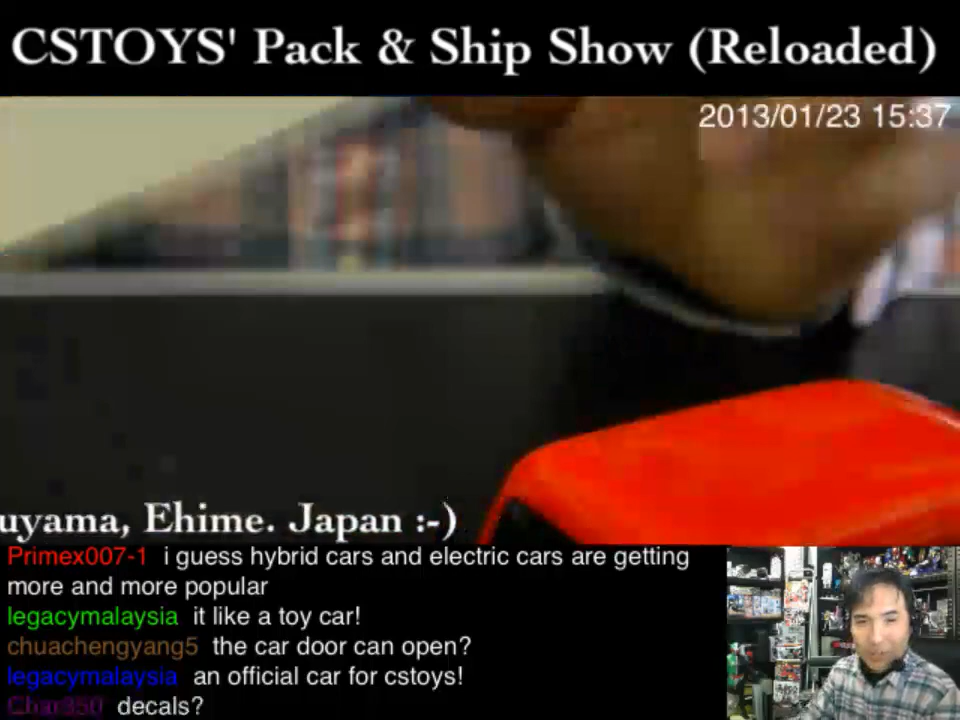 CSTOYS' Pack & Ship Show (Reloaded)
2013/01/23 15:37
uyama, Ehime. Japan :-)
Primex007-1 i guess hybrid cars and electric cars are getting
more and more popular
legacymalaysia it like a toy car!
chuachengyang5 the car door can open?
legacymalaysia an official car for cstoys!
Char350 decals?